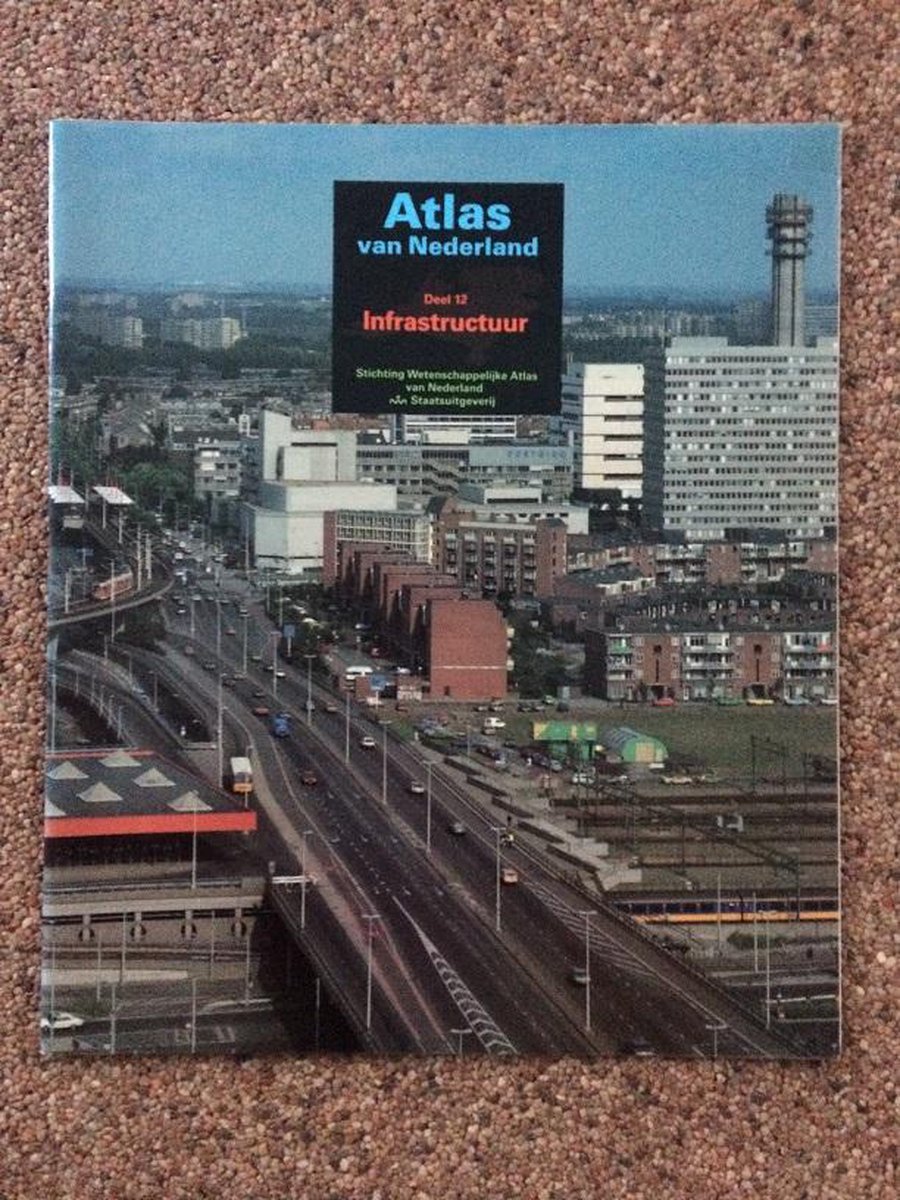 Atlas
van Nederland
Deel 12
Infrastructuur
Stichting Wetenschappelijke Atlas
van Nederland
Staatsuitgeverij